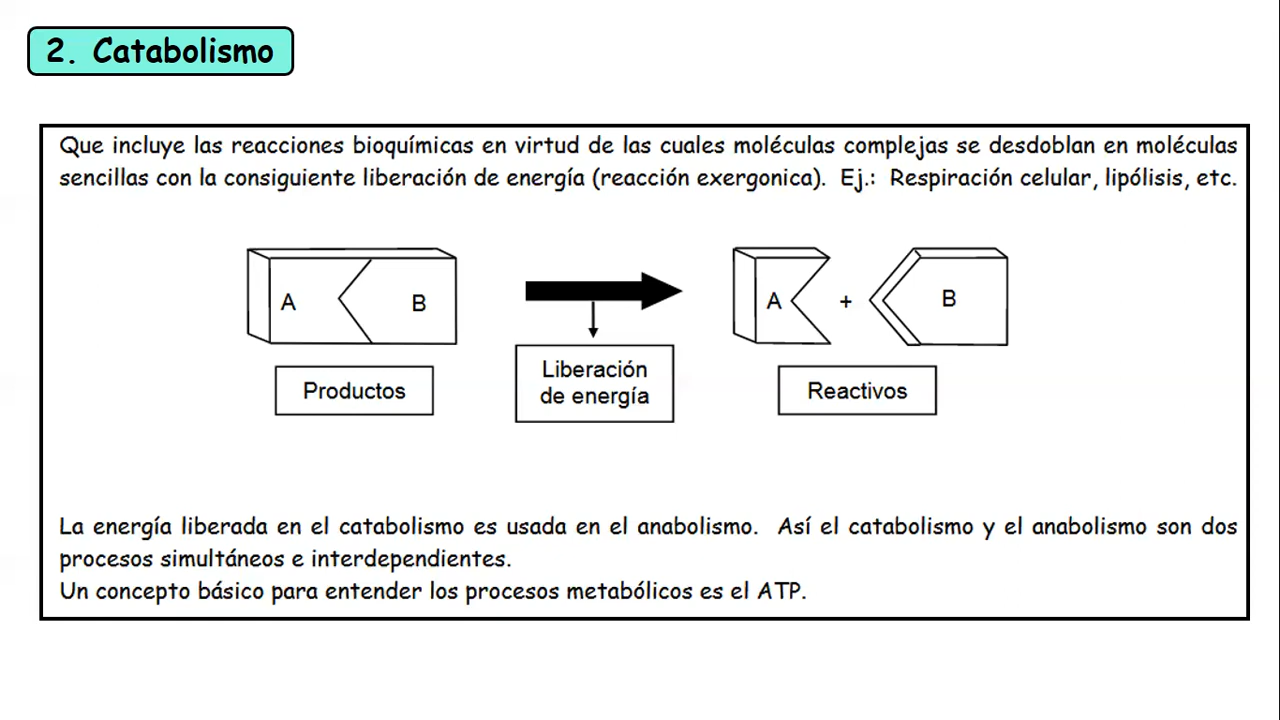 2. Catabolismo
Que incluye las reacciones bioquímicas en virtud de las cuales moléculas complejas se desdoblan en moléculas
sencillas con la consiguiente liberación de energía (reacción exergonica). Ej.: Respiración celular, lipólisis, etc.
A
B
A
+
B
Productos
Liberación
de energía
Reactivos
La energía liberada en el catabolismo es usada en el anabolismo. Así el catabolismo y el anabolismo son dos
procesos simultáneos e interdependientes.
Un concepto básico para entender los procesos metabólicos es el ATP.